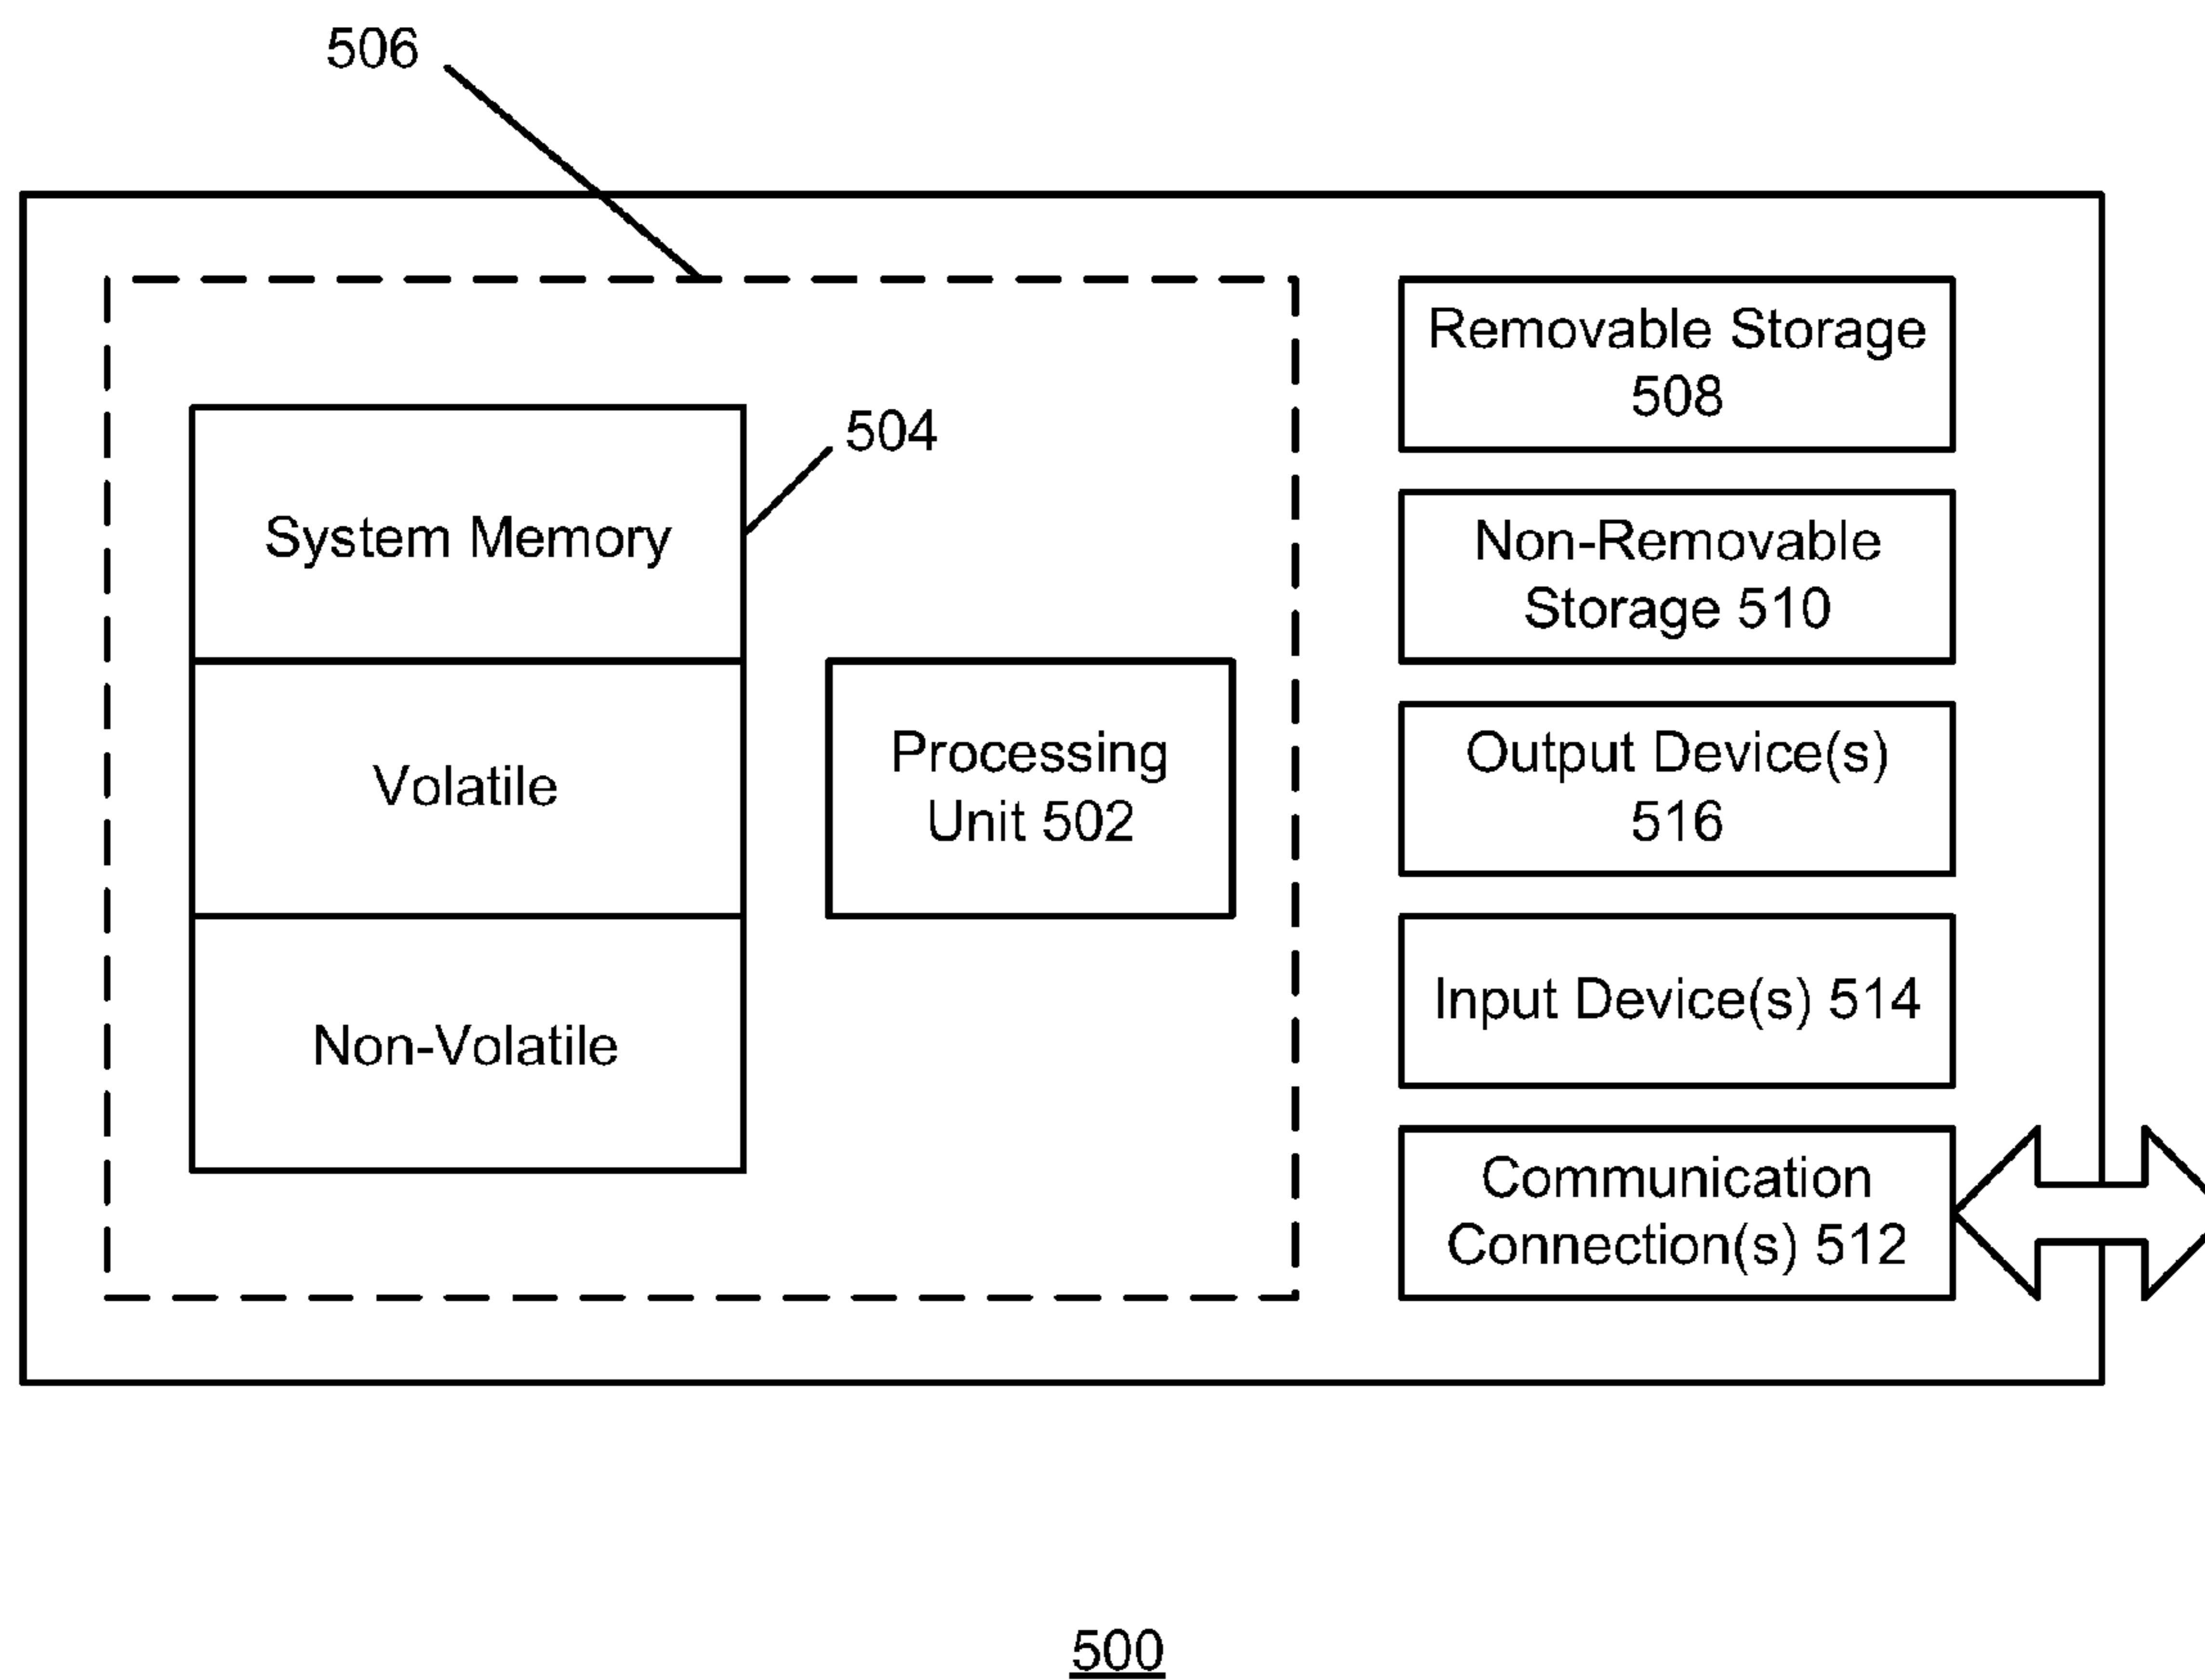 506
504
System Memory
Volatile
Non-Volatile
Processing
Unit 502
Removable Storage
508
Non-Removable
Storage 510
Output Device(s)
516
Input Device(s) 514
Communication
Connection(s) 512
500